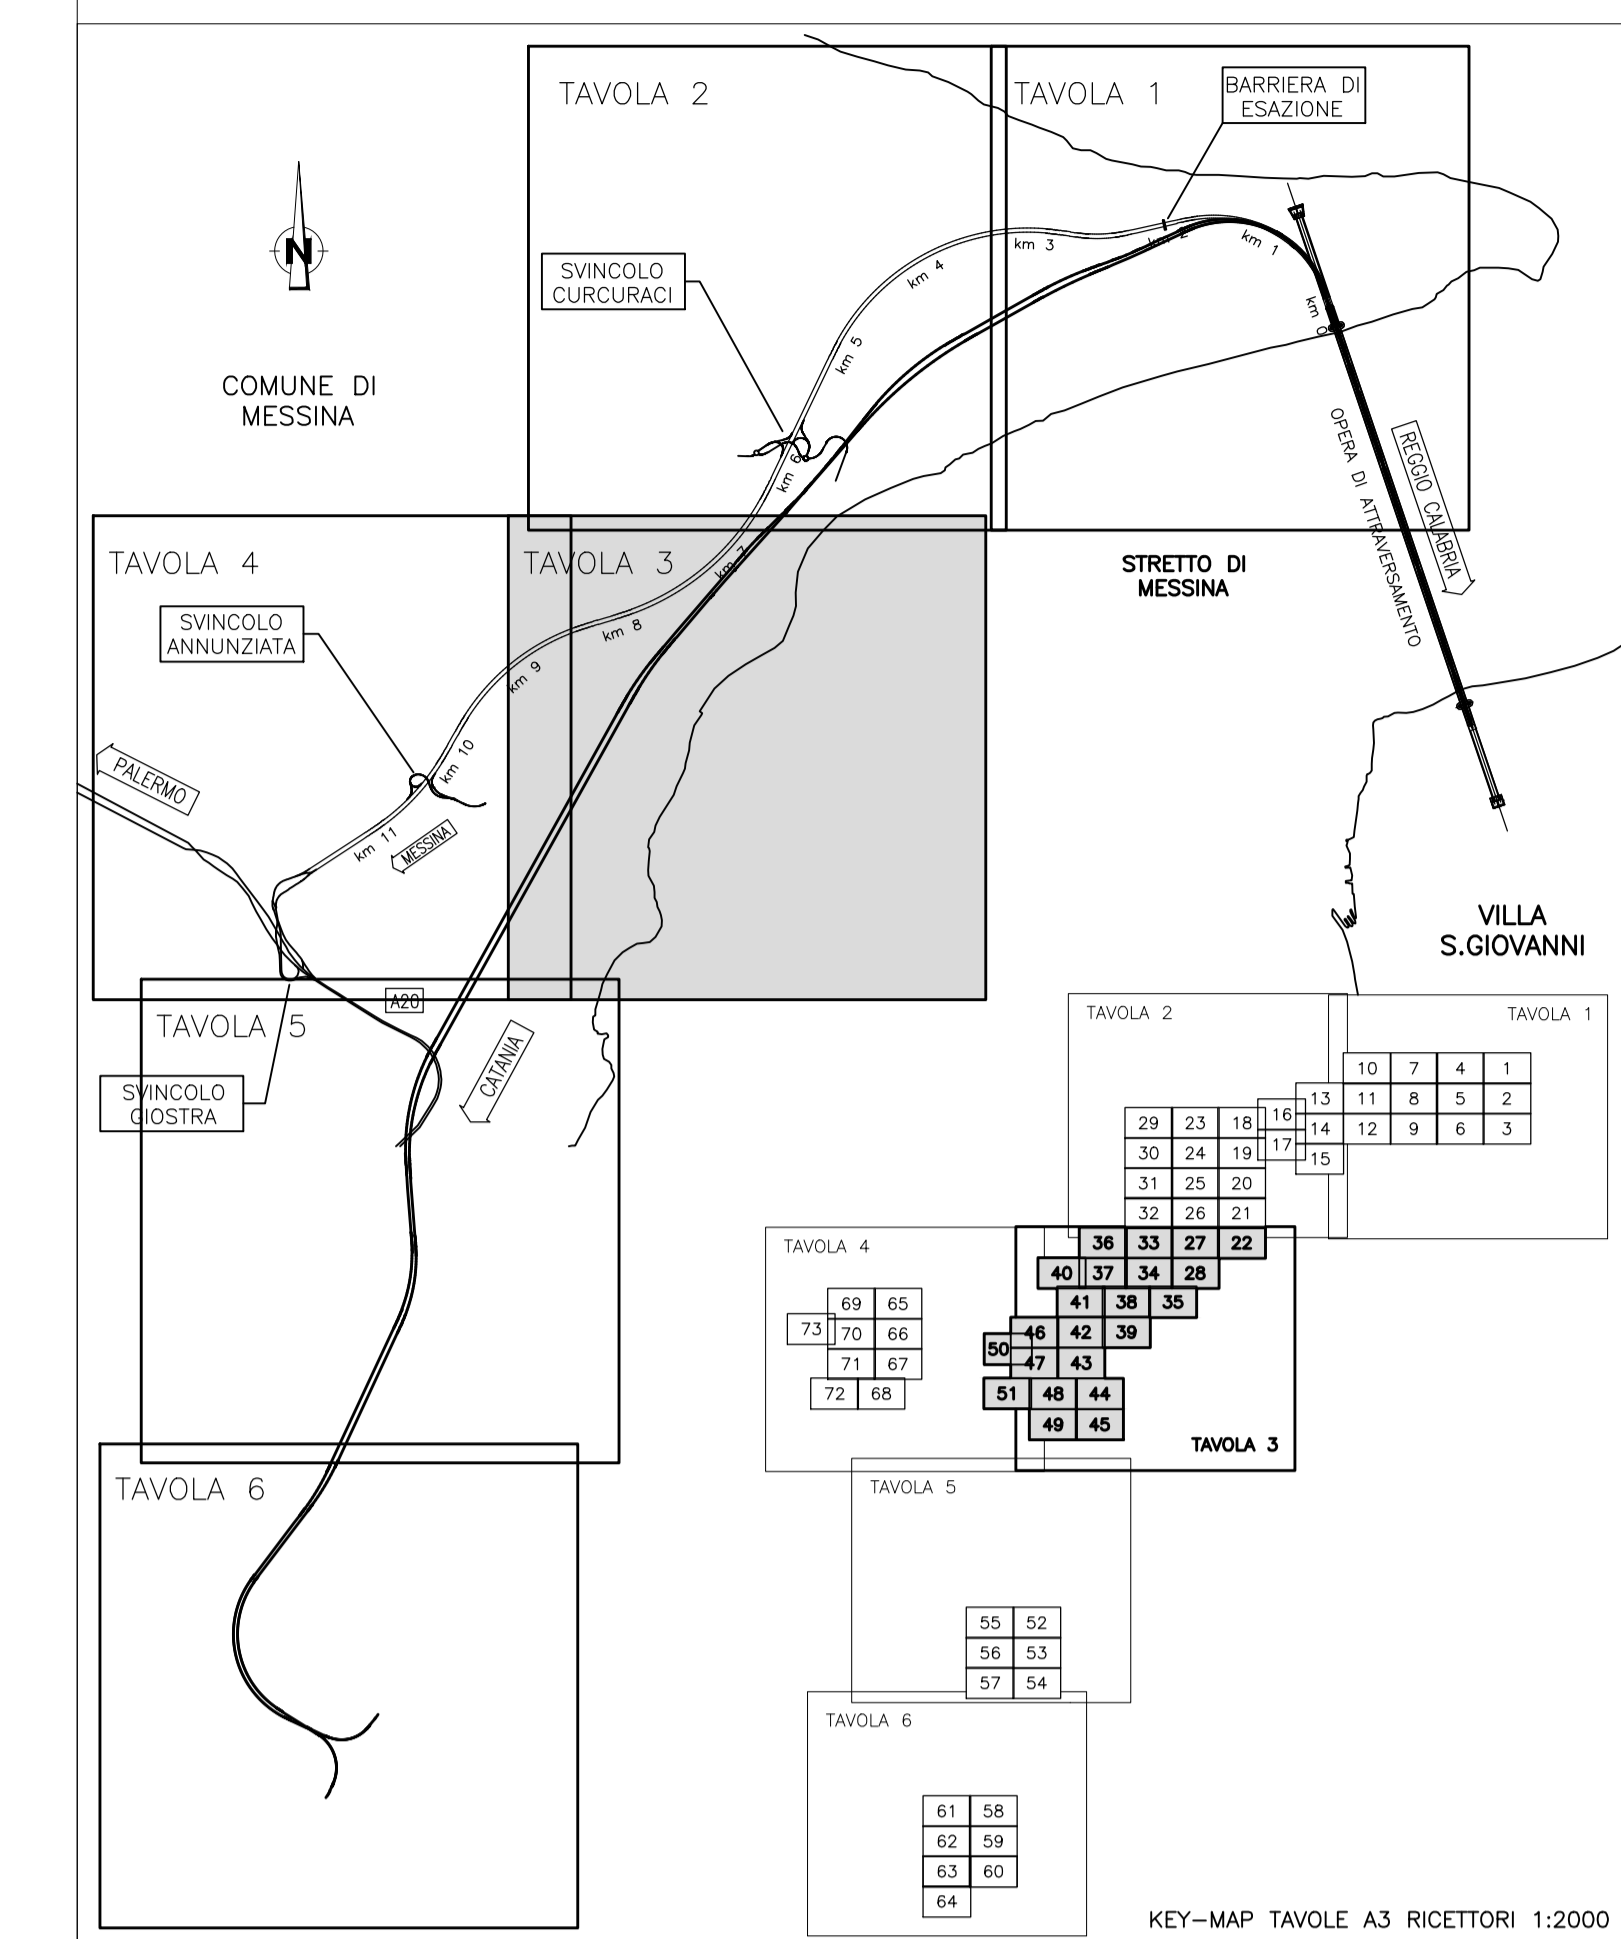 TAVOLA 2
TAVOLA 1
BARRIERA DI
ESAZIONE
N
SVINCOLO
CURCURACI
COMUNE DI
MESSINA
km 0
km 1
km 2
km 3
km 4
km 5
km 6
km 7
km 8
km 9
km 10
km 11
OPERA DI ATTRAVERSAMENTO
REGGIO CALABRIA
STRETTO DI
MESSINA
TAVOLA 4
TAVOLA 3
SVINCOLO
ANNUNZIATA
PALERMO
MESSINA
VILLA
S.GIOVANNI
A20
TAVOLA 5
CATANIA
SVINCOLO
GIOSTRA
TAVOLA 6
TAVOLA 2
TAVOLA 1
10 7 4 1
13 11 8 5 2
16
14 12 9 6 3
17
15
29 23 18
30 24 19
31 25 20
32 26 21
TAVOLA 4
36 33 27 22
40 37 34 28
41 38 35
46 42 39
50
47 43
51 48 44
49 45
TAVOLA 3
69 65
73
70 66
71 67
72 68
TAVOLA 5
55 52
56 53
57 54
TAVOLA 6
61 58
62 59
63 60
64
KEY-MAP TAVOLE A3 RICETTORI 1:2000